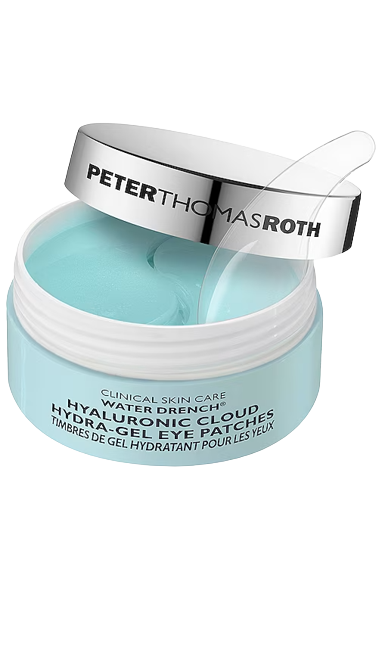 PETERTHOMASROTH
CLINICAL SKIN CARE
WATER DRENCH®
HYALURONIC CLOUD
HYDRA-GEL EYE PATCHES
TIMBRES DE GEL HYDRATANT POUR LES YEUX